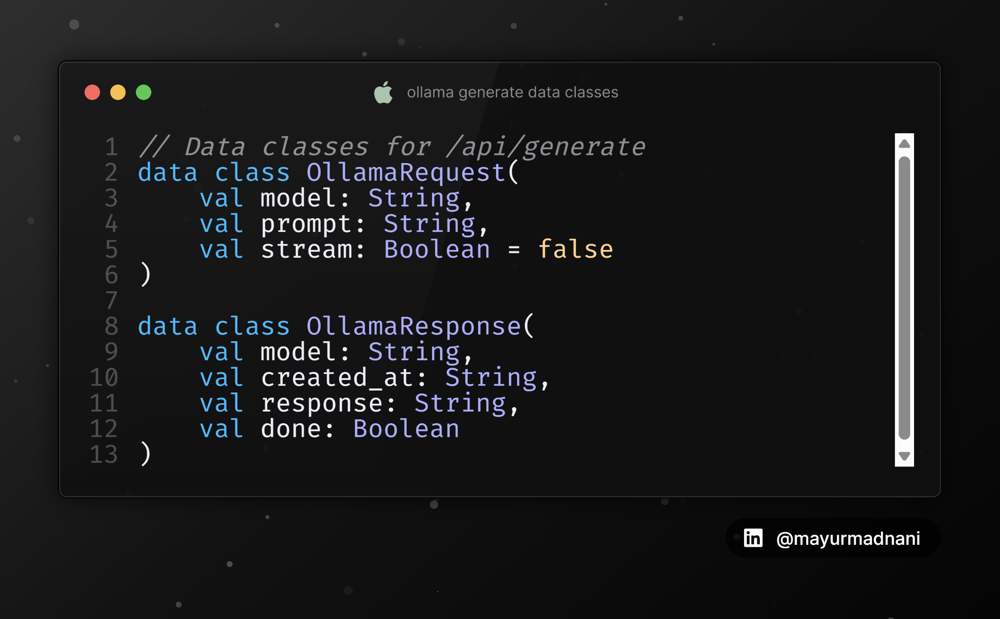 ollama generate data classes
1 // Data classes for /api/generate
2 data class OllamaRequest(
3     val model: String,
4     val prompt: String,
5     val stream: Boolean = false
6 )
7
8 data class OllamaResponse(
9     val model: String,
10     val created_at: String,
11     val response: String,
12     val done: Boolean
13 )
in @mayurmadnani